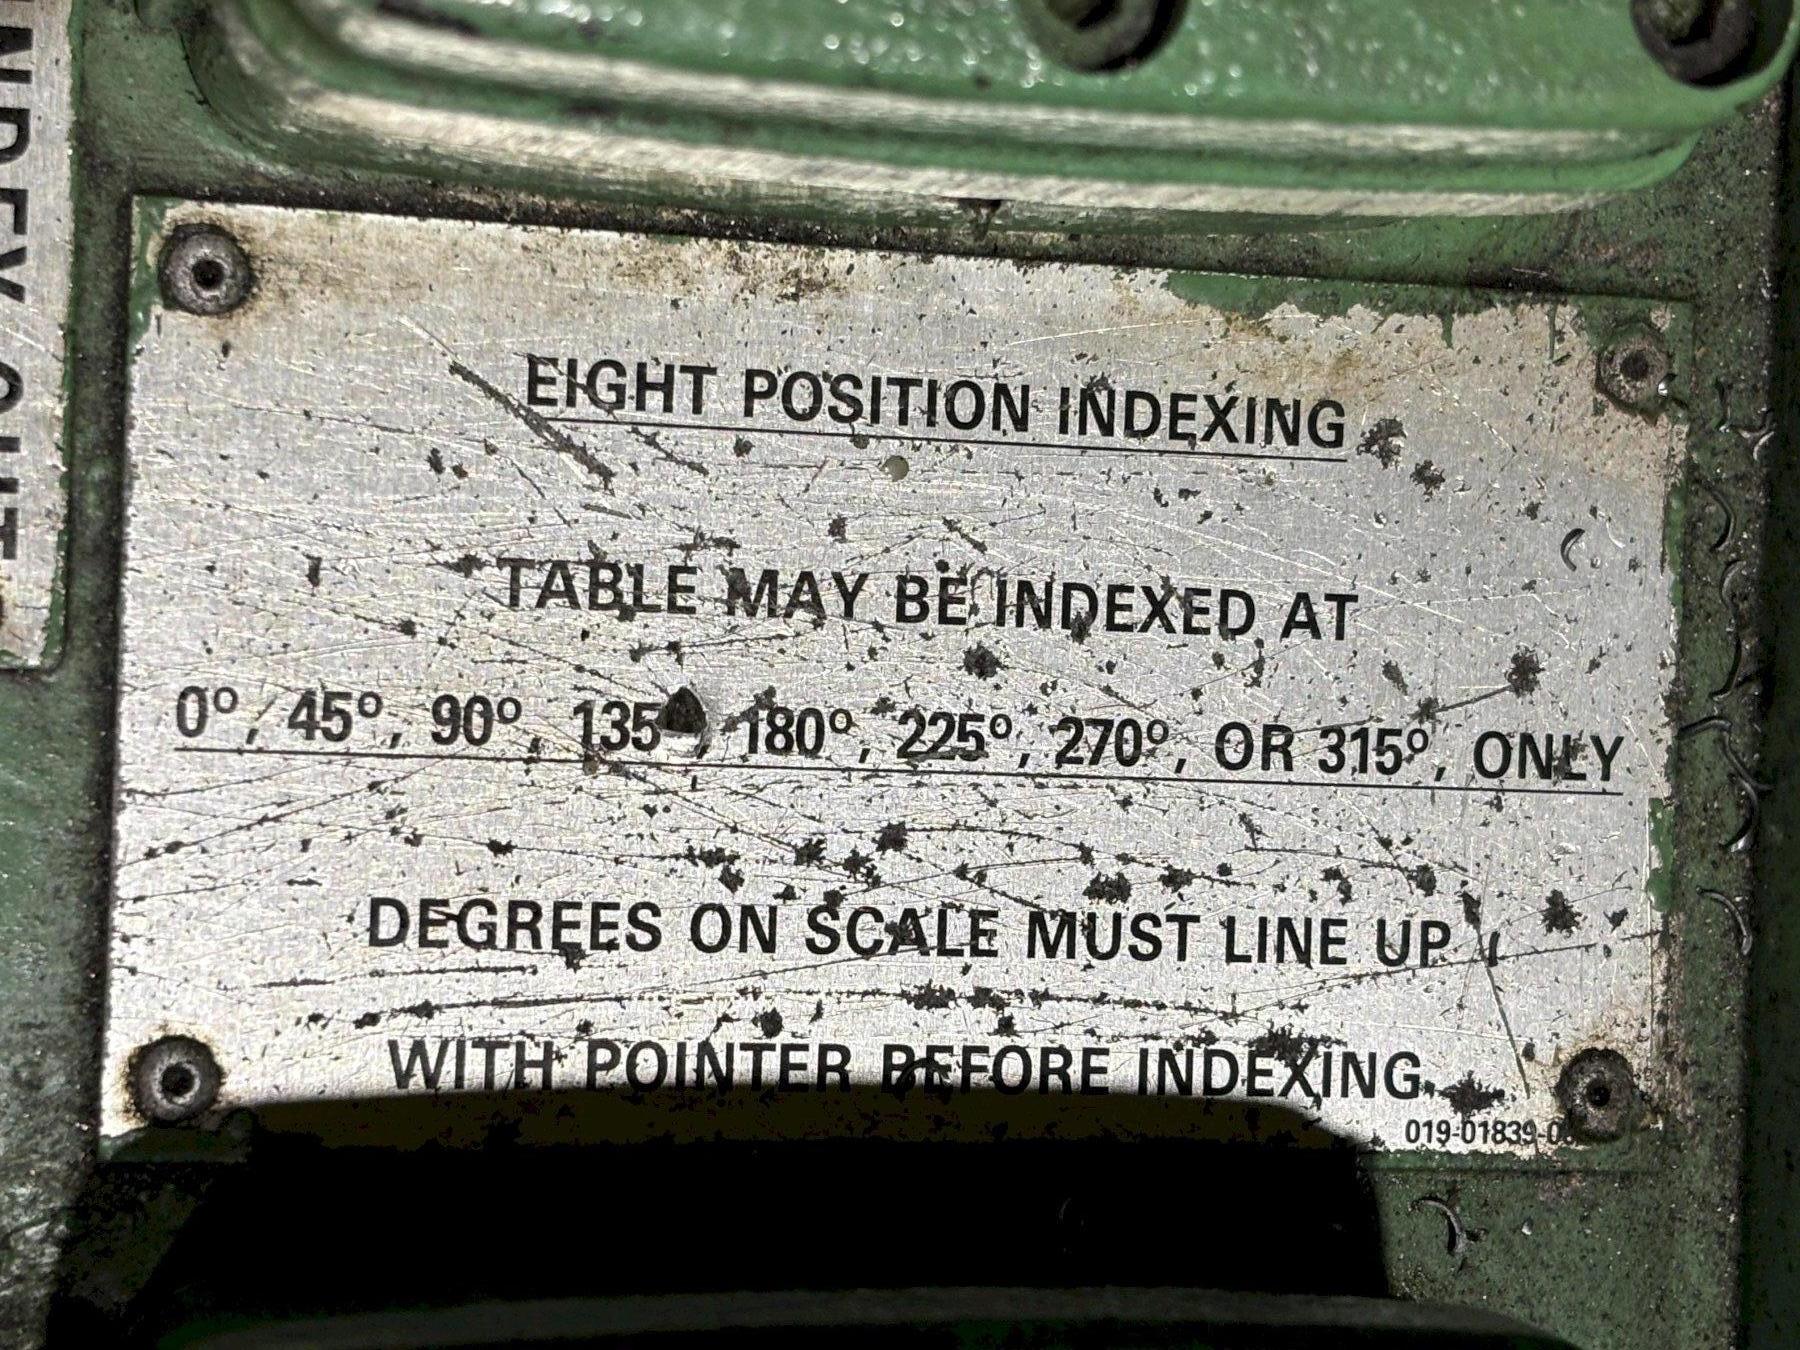 EIGHT POSITION INDEXING
TABLE MAY BE INDEXED AT
0°, 45°, 90°, 135°, 180°, 225°, 270°, OR 315°, ONLY
DEGREES ON SCALE MUST LINE UP
WITH POINTER BEFORE INDEXING.